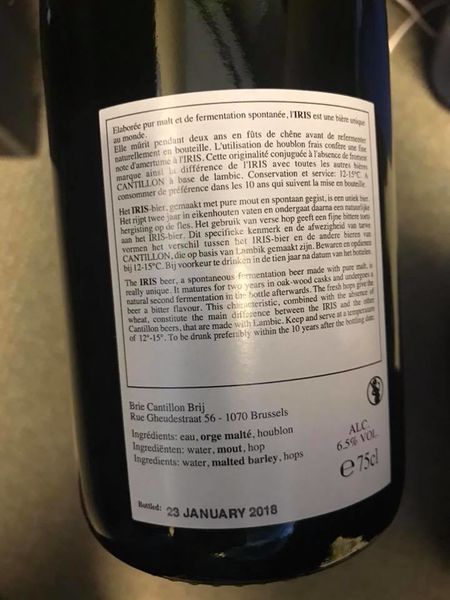 Elaborée pur malt et de fermentation spontanée, l'IRIS est une bière unique
au monde.
Elle mûrit pendant deux ans en fûts de chêne avant de refermenter
naturellement en bouteille. L'utilisation de houblon frais confère une fine
note d'amertume à l'IRIS. Cette originalité conjuguée à l'absence de froment
marque ainsi la différence de l'IRIS avec toutes les autres bières
CANTILLON à base de lambic. Conservation et service: 12-15°C. A
consommer de préférence dans les 10 ans qui suivent la mise en bouteille.
Het IRIS-bier, gemaakt met pure mout en spontaan gegist, is een uniek bier.
Het rijpt twee jaar in eikenhouten vaten en ondergaat daarna een natuurlijke
hergisting op de fles. Het gebruik van verse hop geeft een fijne bittere toets
aan het IRIS-bier. Dit specifieke kenmerk en de afwezigheid van tarwe
vormen het verschil tussen het IRIS-bier en de andere bieren van
CANTILLON, die op basis van Lambik gemaakt zijn. Bewaren en opdienen
bij 12-15°C. Bij voorkeur te drinken in de tien jaar na datum van het bottelen.
The IRIS beer, a spontaneous fermentation beer made with pure malt, is
really unique. It matures for two years in oak-wood casks and undergoes a
natural second fermentation in the bottle afterwards. The fresh hops give the
beer a bitter flavour. This characteristic, combined with the absence of
wheat, constitute the main difference between the IRIS and the other
Cantillon beers, that are made with Lambic. Keep and serve at a temperature
of 12°-15°. To be drunk preferibly within the 10 years after the bottling date.
Brie Cantillon Brij
Rue Gheudestraat 56 - 1070 Brussels
Ingrédients: eau, orge malté, houblon
Ingrediënten: water, mout, hop
Ingredients: water, malted barley, hops
ALC.
6.5% VOL.
e 75cl
Bottled: 23 JANUARY 2018